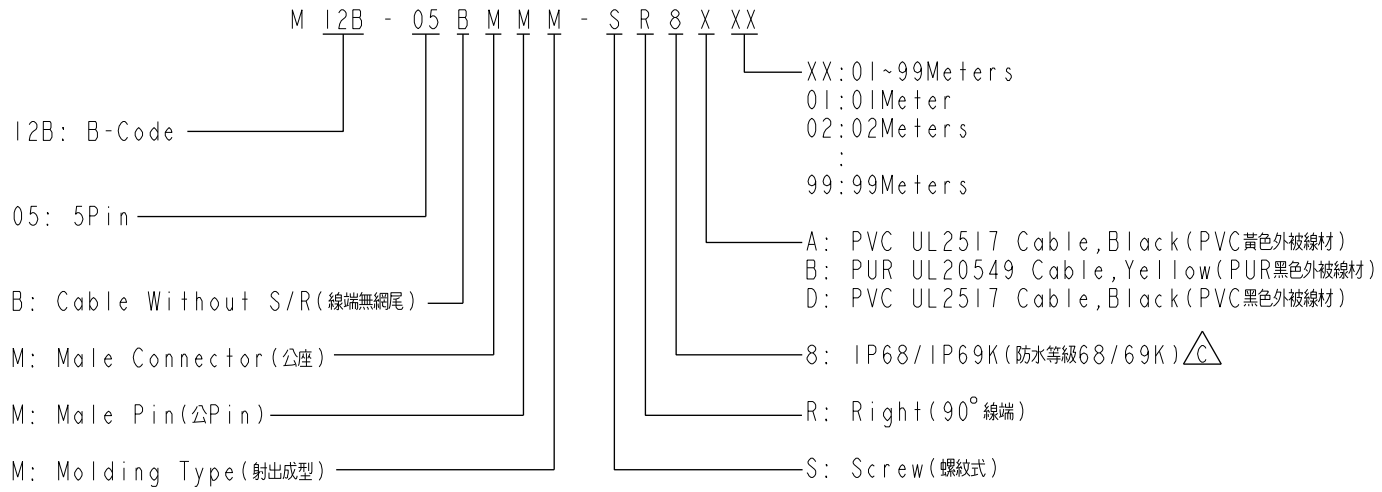 M 12B - 05 B M M M - S R 8 X XX
12B: B-Code
05: 5Pin
B: Cable Without S/R(線端無網尾)
M: Male Connector(公座)
M: Male Pin(公Pin)
M: Molding Type(射出成型)
XX:01~99Meters
01:01Meter
02:02Meters
:
99:99Meters
A: PVC UL2517 Cable,Black(PVC黃色外被線材)
B: PUR UL20549 Cable,Yellow(PUR黑色外被線材)
D: PVC UL2517 Cable,Black(PVC黑色外被線材)
8: IP68/IP69K(防水等級68/69K) C
R: Right(90°線端)
S: Screw(螺紋式)